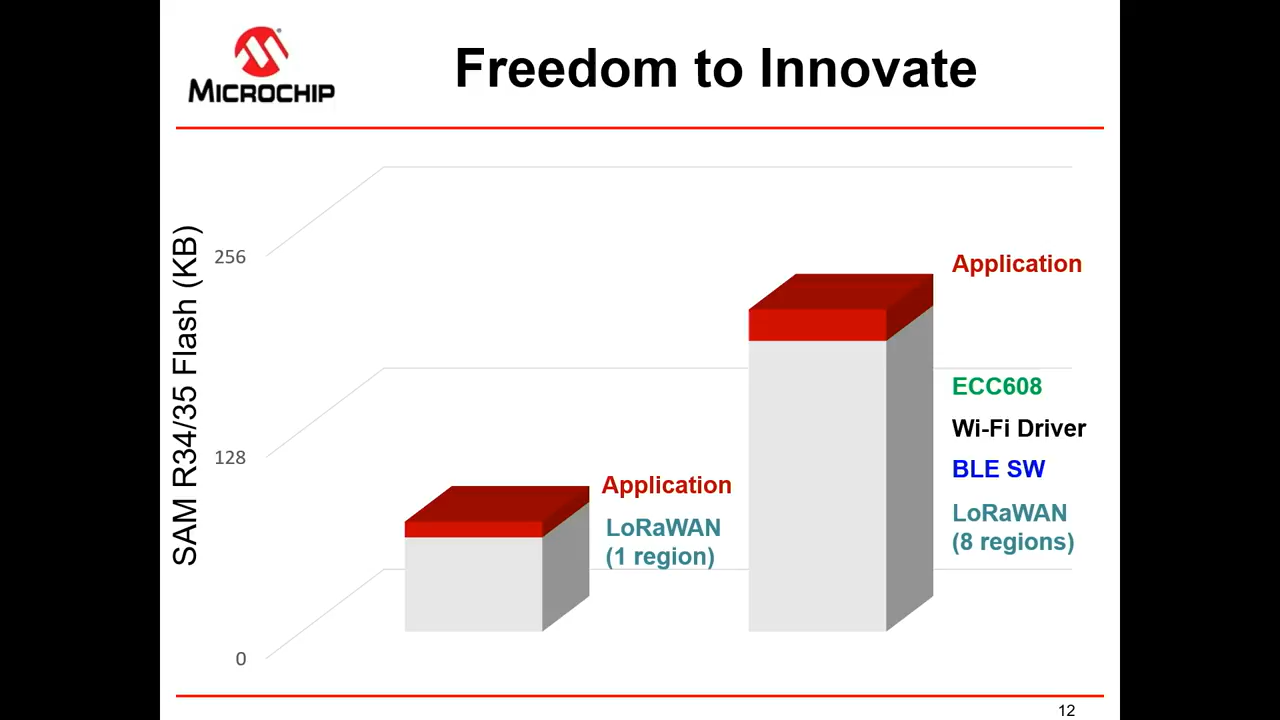 MICROCHIP
Freedom to Innovate
SAM R34/35 Flash (KB)
256
128
0
Application
LoRaWAN
(1 region)
Application
ECC608
Wi-Fi Driver
BLE SW
LoRaWAN
(8 regions)
12